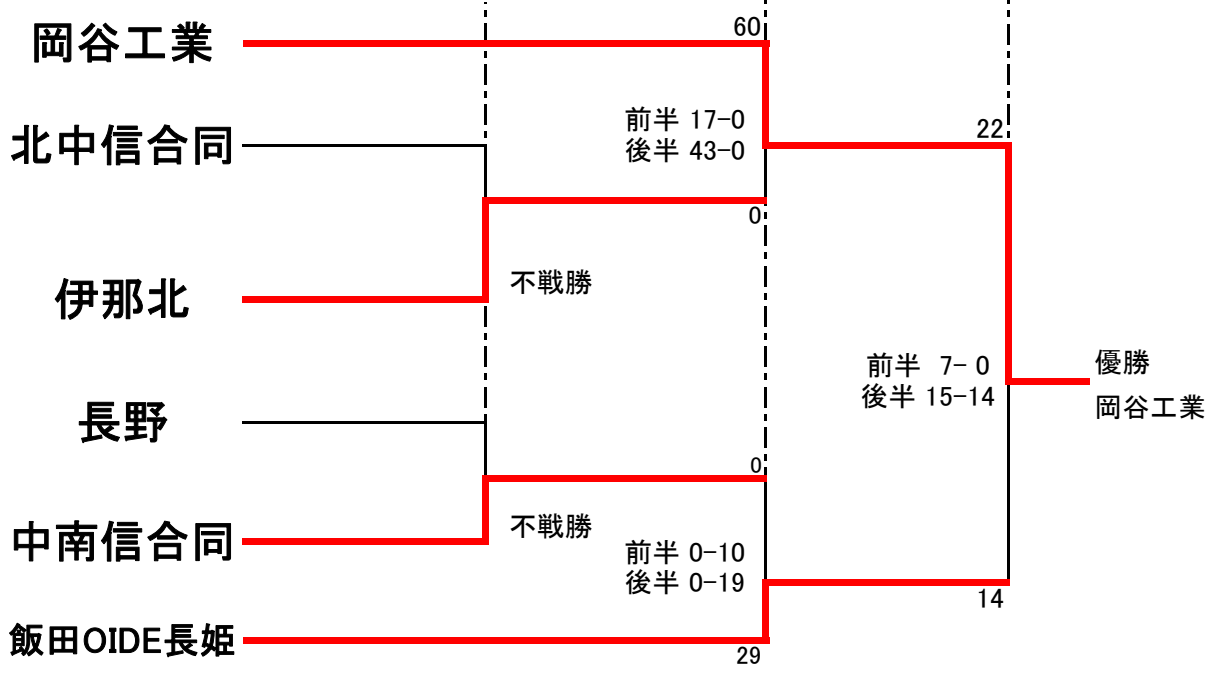 岡谷工業
60
前半 17-0
後半 43-0
22
北中信合同
0
伊那北
不戦勝
前半 7- 0
後半 15-14
優勝
岡谷工業
長野
0
中南信合同
不戦勝
前半 0-10
後半 0-19
14
飯田OIDE長姫
29